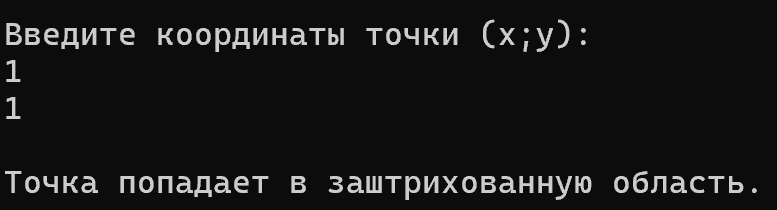 Введите координаты точки (x;y):
1
1
Точка попадает в заштрихованную область.